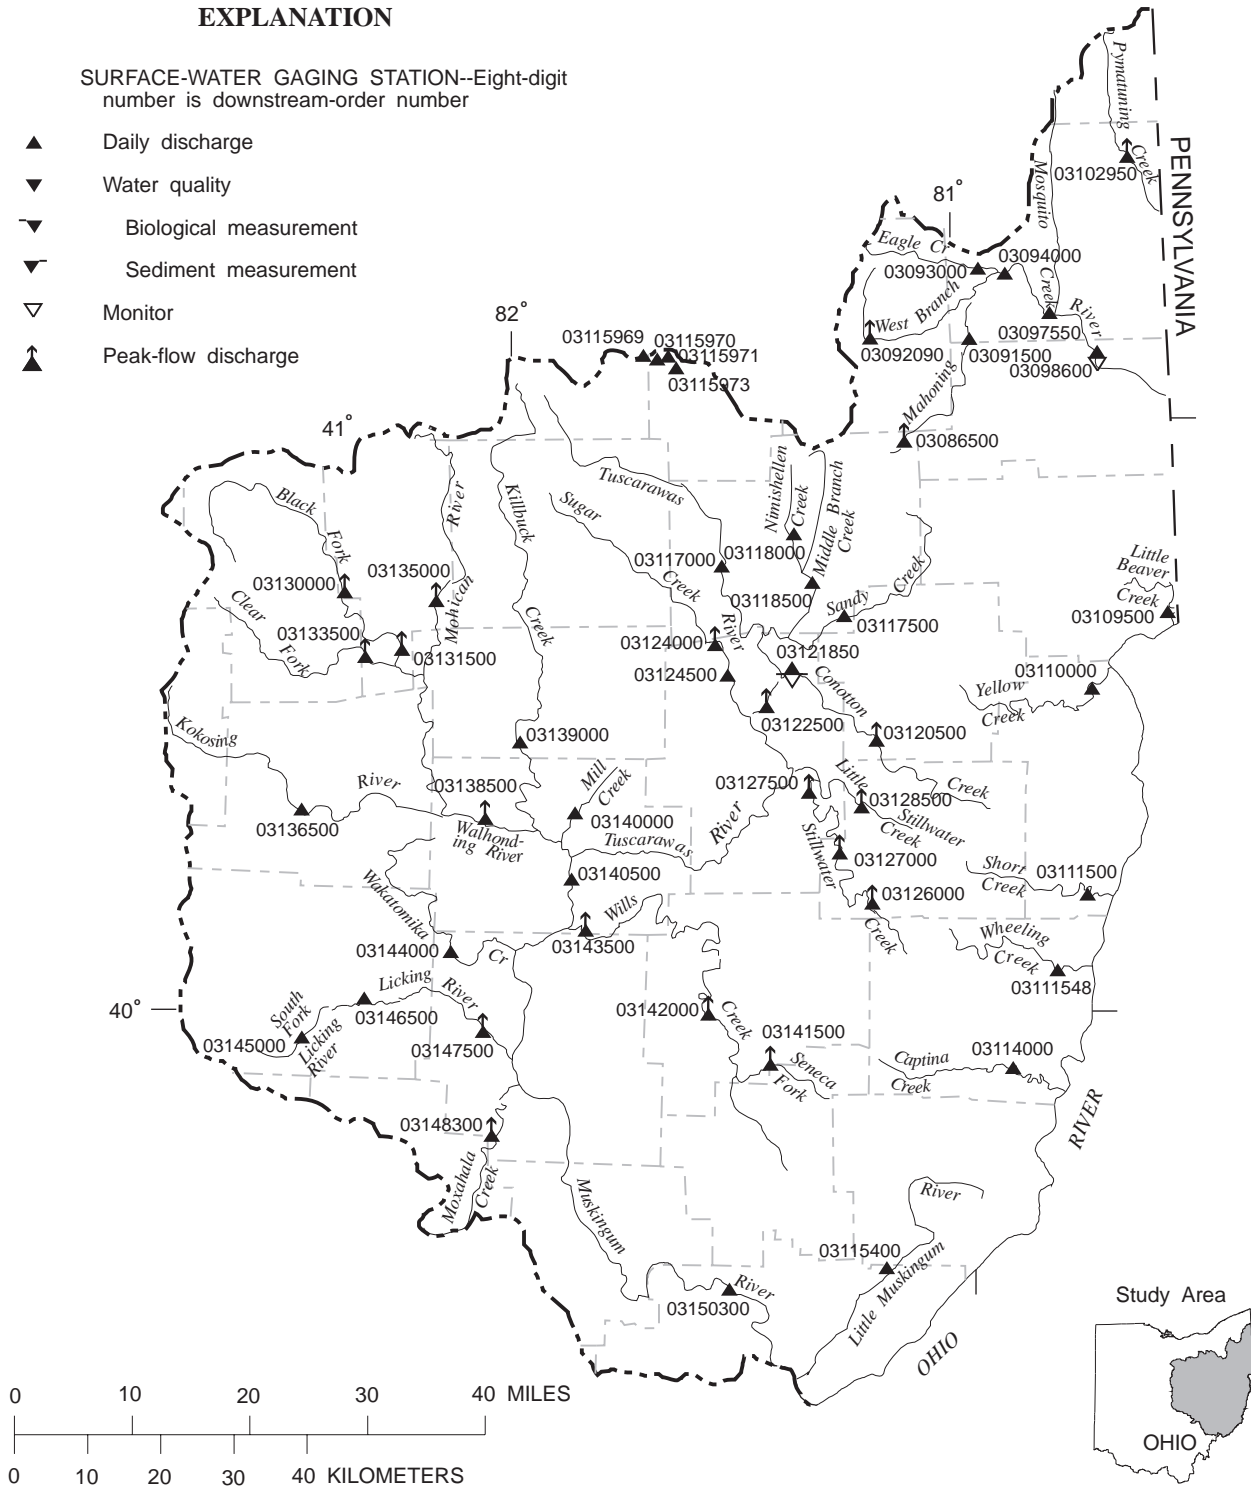 EXPLANATION
SURFACE-WATER GAGING STATION--Eight-digit
number is downstream-order number
Daily discharge
Water quality
Biological measurement
Sediment measurement
Monitor
Peak-flow discharge
Pymatuning
Creek
03102950
PENNSYLVANIA
Mosquito
Creek
81°
Eagle Cr
03093000
03094000
West Branch
03092090
River
03097550
03091500
03098600
Mahoning
03086500
82°
03115969
03115970
03115971
03115973
41°
Black
Fork
River
Killbuck
Creek
Tuscarawas
Sugar
Creek
River
Nimishellen
Creek
Middle Branch
Creek
03117000
03118000
03118500
Sandy
Creek
03117500
Little
Beaver
Creek
03109500
03130000
03135000
Clear
Fork
03133500
03131500
Mohican
03124000
03124500
03121850
Conotton
03122500
03120500
Creek
03110000
Yellow
Creek
Kokosing
River
03136500
03139000
03138500
Walhond-
ing River
Mill
Creek
03140000
Tuscarawas
River
03127500
Little
03128500
Stillwater
Creek
Stillwater
03127000
03126000
Creek
Short
Creek
03111500
03140500
Wakatomika
Cr
03144000
Wills
03143500
Wheeling
Creek
03111548
40°
South
Fork
Licking
River
03145000
Licking
River
03146500
03147500
03142000
Creek
03141500
Seneca
Fork
Captina
Creek
03114000
03148300
Moxahala
Creek
Muskingum
River
03150300
River
03115400
Little Muskingum
OHIO
RIVER
Study Area
OHIO
0 10 20 30 40 MILES
0 10 20 30 40 KILOMETERS